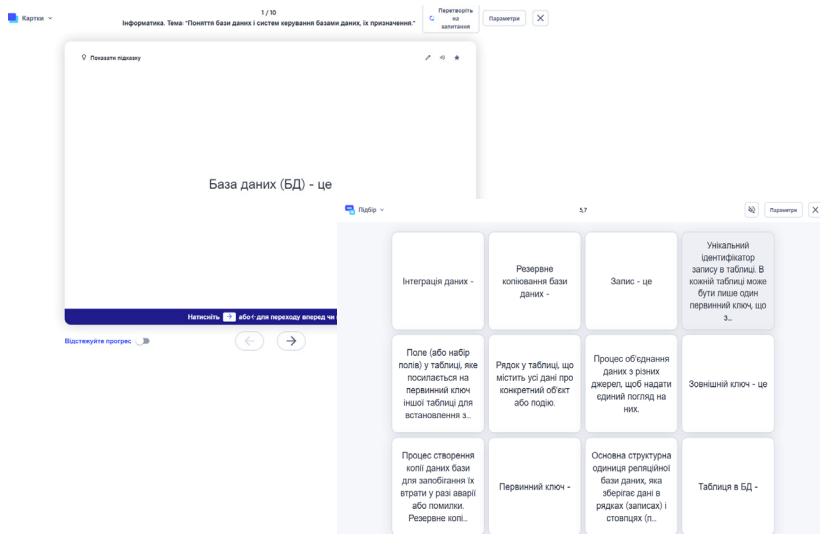 Картки
1 / 10
Інформатика. Тема: "Поняття бази даних і систем керування базами даних, їх призначення."
Перетворіть
на
запитання
Параметри
Показати підказку
База даних (БД) - це
Натисніть → або ← для переходу вперед чи
Відстежуйте прогрес
Підбір
5,7
Параметри
Інтеграція даних -
Резервне
копіювання бази
даних -
Запис - це
Унікальний
ідентифікатор
запису в таблиці. В
кожній таблиці може
бути лише один
первинний ключ, що
з...
Поле (або набір
полів) у таблиці, яке
посилається на
первинний ключ
іншої таблиці для
встановлення з...
Рядок у таблиці, що
містить усі дані про
конкретний об'єкт
або подію.
Процес об'єднання
даних з різних
джерел, щоб надати
єдиний погляд на
них.
Зовнішній ключ - це
Процес створення
копії даних бази
для запобігання їх
втрати у разі аварії
або помилки.
Резервне копі...
Первинний ключ -
Основна структурна
одиниця реляційної
бази даних, яка
зберігає дані в
рядках (записах) і
стовпцях (п...
Таблиця в БД -